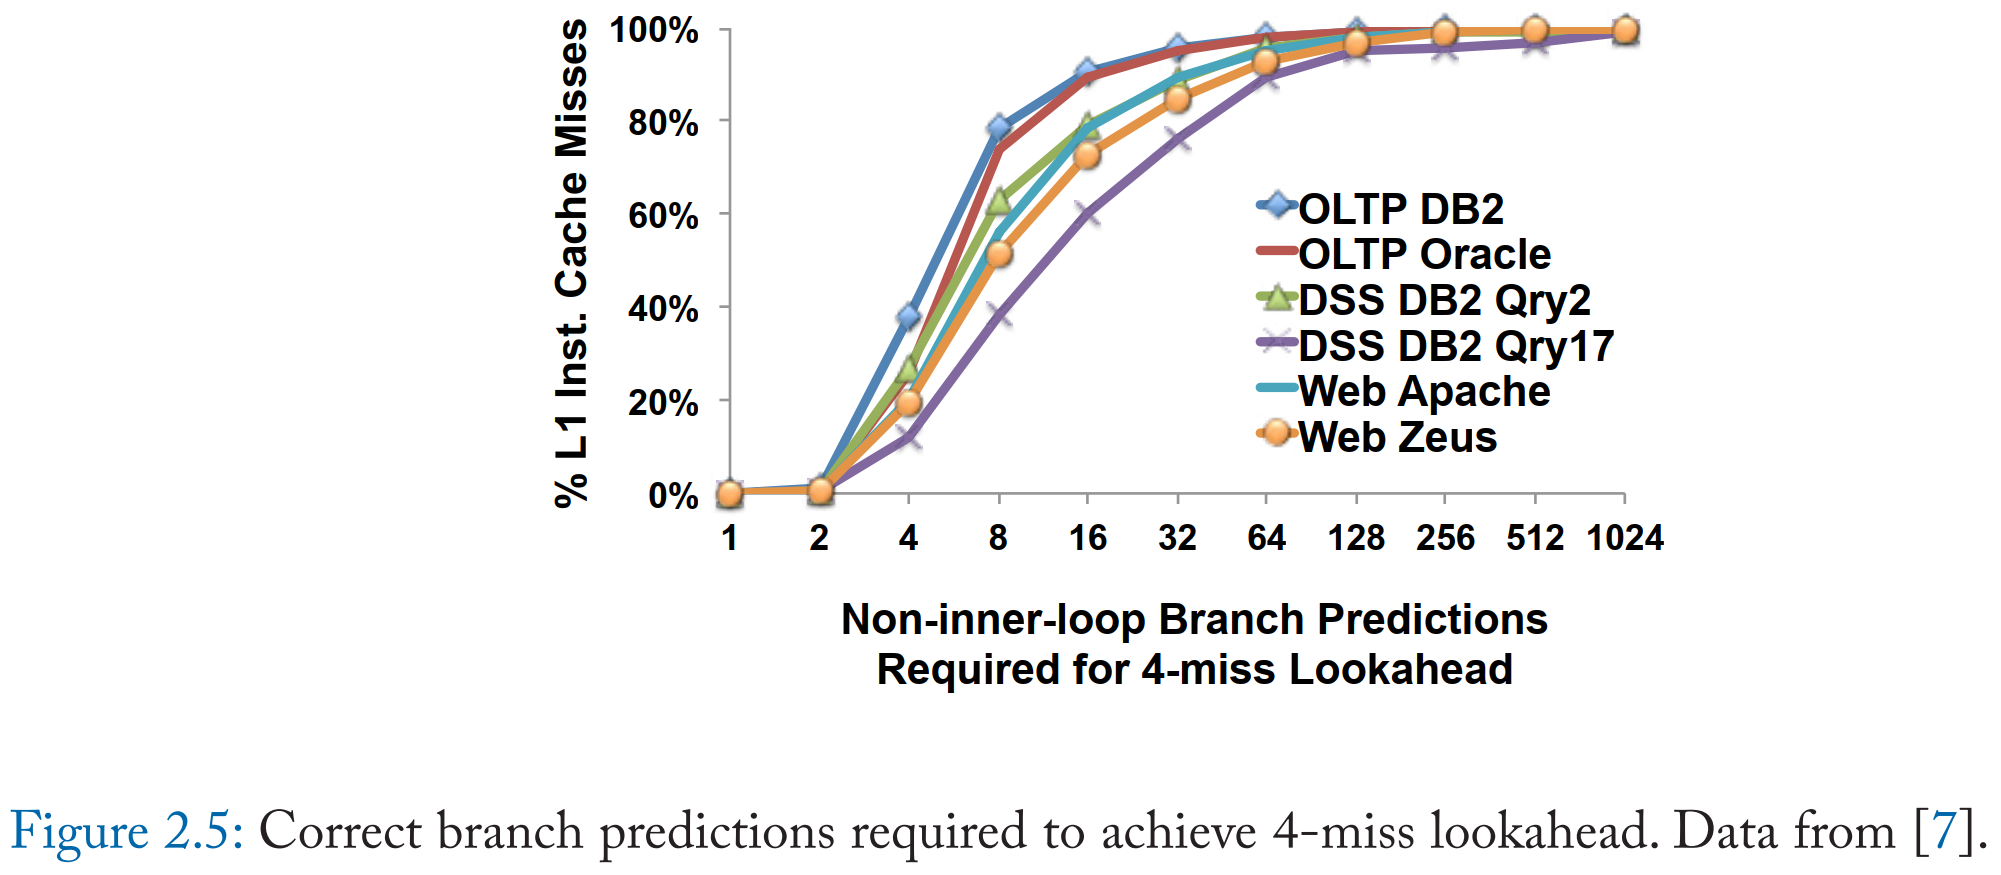 % L1 Inst. Cache Misses
100%
80%
60%
40%
20%
0%
1 2 4 8 16 32 64 128 256 512 1024
OLTP DB2
OLTP Oracle
DSS DB2 Qry2
DSS DB2 Qry17
Web Apache
Web Zeus
Non-inner-loop Branch Predictions
Required for 4-miss Lookahead
Figure 2.5: Correct branch predictions required to achieve 4-miss lookahead. Data from [7].